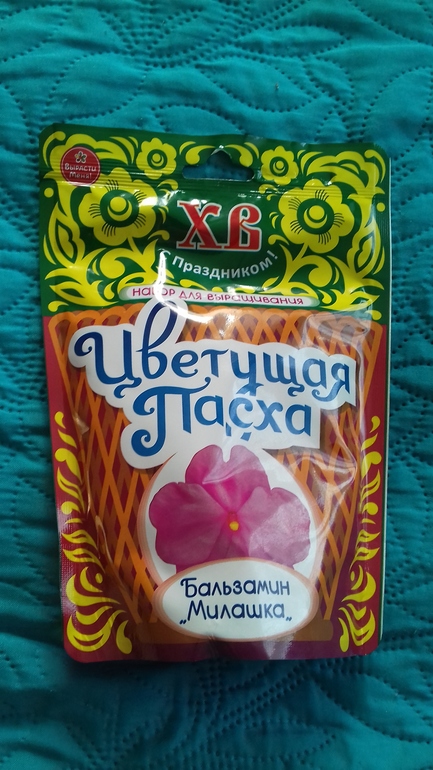 Вырасти
Меня!
ХВ
С Праздником!
набор для выращивания
Цветущая
Пасха
Бальзамин
„Милашка„